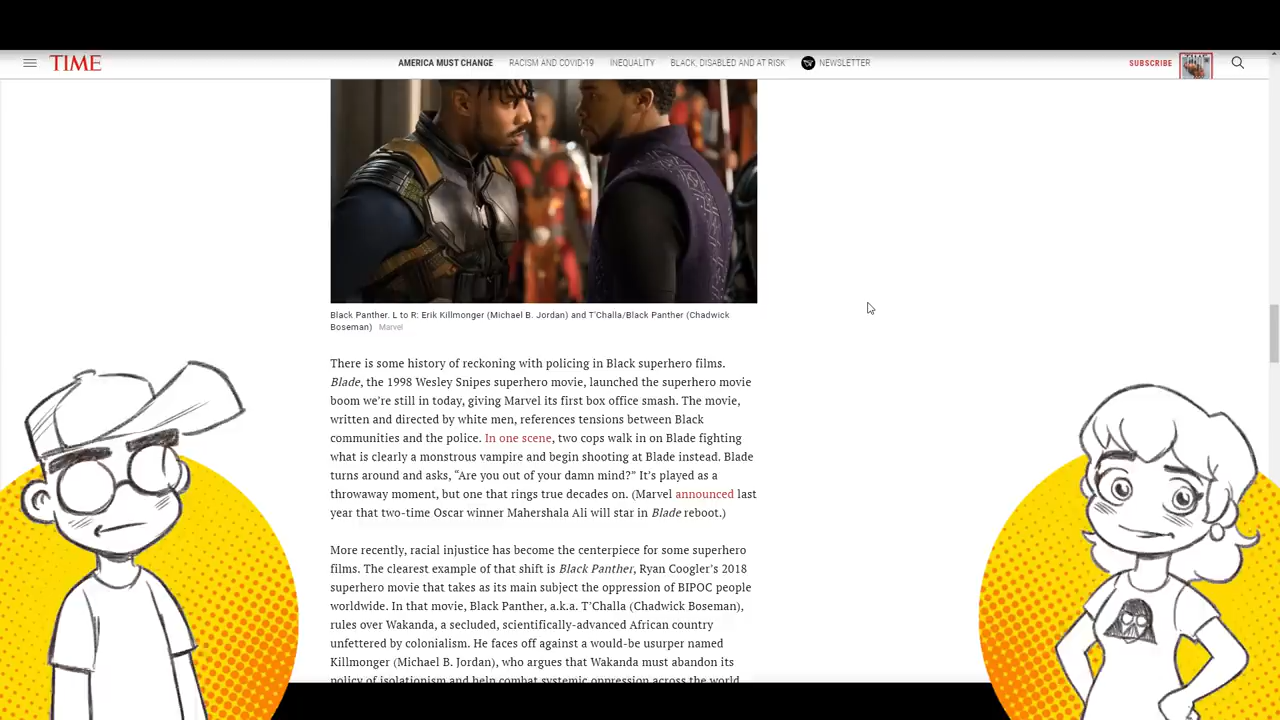 TIME
AMERICA MUST CHANGE RACISM AND COVID-19 INEQUALITY BLACK, DISABLED AND AT RISK NEWSLETTER
SUBSCRIBE
Black Panther. L to R: Erik Killmonger (Michael B. Jordan) and T'Challa/Black Panther (Chadwick
Boseman) Marvel
There is some history of reckoning with policing in Black superhero films.
Blade, the 1998 Wesley Snipes superhero movie, launched the superhero movie
boom we’re still in today, giving Marvel its first box office smash. The movie,
written and directed by white men, references tensions between Black
communities and the police. In one scene, two cops walk in on Blade fighting
what is clearly a monstrous vampire and begin shooting at Blade instead. Blade
turns around and asks, “Are you out of your damn mind?” It’s played as a
throwaway moment, but one that rings true decades on. (Marvel announced last
year that two-time Oscar winner Mahershala Ali will star in Blade reboot.)
More recently, racial injustice has become the centerpiece for some superhero
films. The clearest example of that shift is Black Panther, Ryan Coogler’s 2018
superhero movie that takes as its main subject the oppression of BIPOC people
worldwide. In that movie, Black Panther, a.k.a. T’Challa (Chadwick Boseman),
rules over Wakanda, a secluded, scientifically-advanced African country
unfettered by colonialism. He faces off against a would-be usurper named
Killmonger (Michael B. Jordan), who argues that Wakanda must abandon its
policy of isolationism and help combat systemic oppression across the world